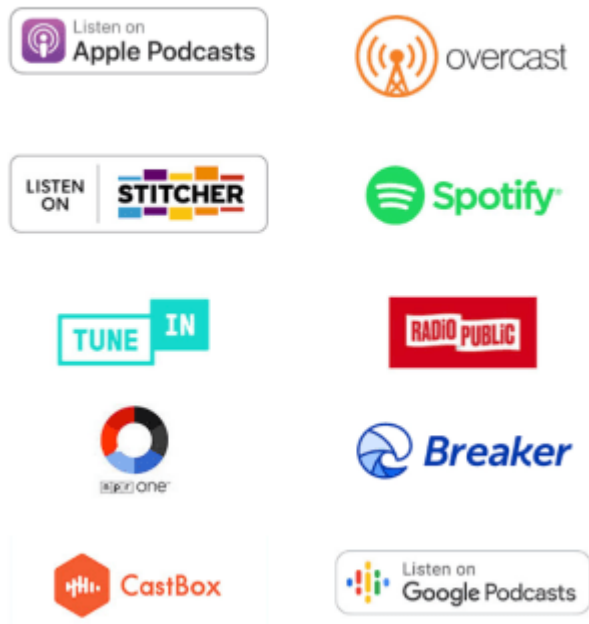 Listen on
Apple Podcasts
overcast
LISTEN
ON
STITCHER
Spotify
TUNE
IN
RADiO
PUBLiC
npr one
Breaker
CastBox
Listen on
Google Podcasts